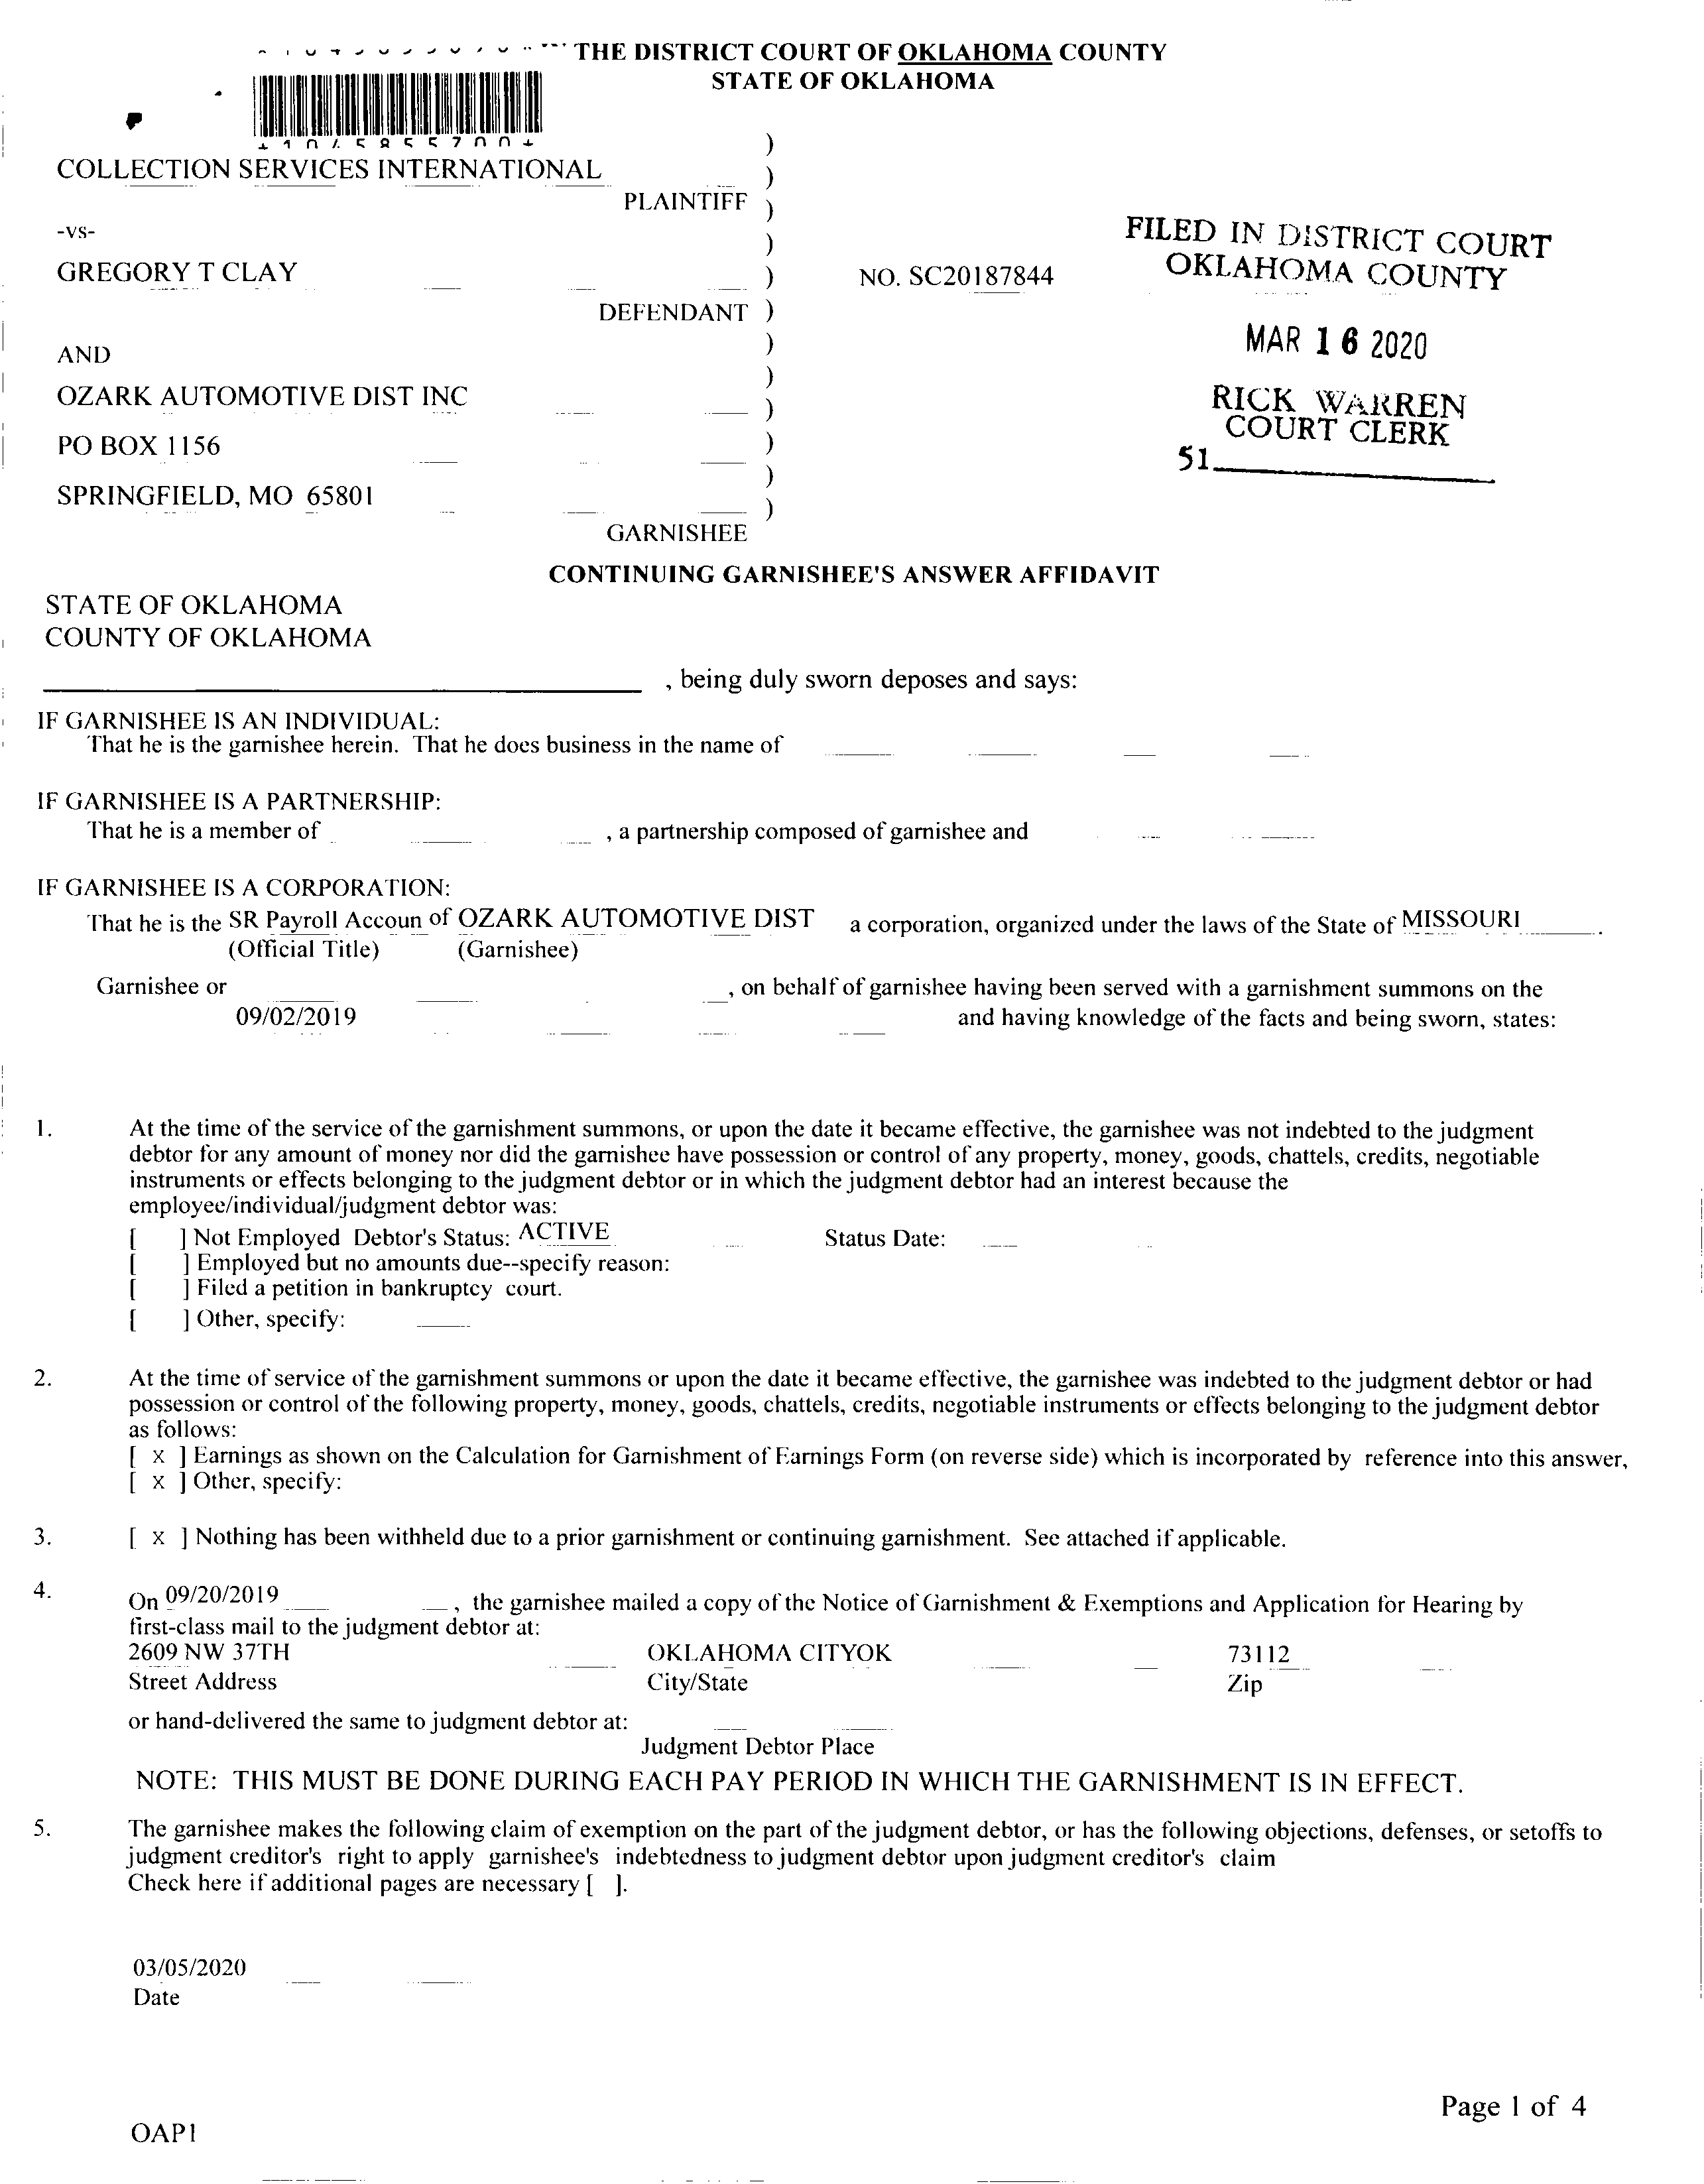 THE DISTRICT COURT OF OKLAHOMA COUNTY
STATE OF OKLAHOMA
COLLECTION SERVICES INTERNATIONAL )
PLAINTIFF )
-vs- )
GREGORY T CLAY ) NO. SC20187844
DEFENDANT )
AND )
OZARK AUTOMOTIVE DIST INC )
PO BOX 1156 )
SPRINGFIELD, MO 65801 )
GARNISHEE
FILED IN DISTRICT COURT
OKLAHOMA COUNTY
MAR 16 2020
RICK WARREN
COURT CLERK
51
CONTINUING GARNISHEE'S ANSWER AFFIDAVIT
STATE OF OKLAHOMA
COUNTY OF OKLAHOMA
, being duly sworn deposes and says:
IF GARNISHEE IS AN INDIVIDUAL:
That he is the garnishee herein. That he does business in the name of
IF GARNISHEE IS A PARTNERSHIP:
That he is a member of , a partnership composed of garnishee and
IF GARNISHEE IS A CORPORATION:
That he is the SR Payroll Accoun of OZARK AUTOMOTIVE DIST a corporation, organized under the laws of the State of MISSOURI .
(Official Title) (Garnishee)
Garnishee or , on behalf of garnishee having been served with a garnishment summons on the
09/02/2019 and having knowledge of the facts and being sworn, states:
1. At the time of the service of the garnishment summons, or upon the date it became effective, the garnishee was not indebted to the judgment
debtor for any amount of money nor did the garnishee have possession or control of any property, money, goods, chattels, credits, negotiable
instruments or effects belonging to the judgment debtor or in which the judgment debtor had an interest because the
employee/individual/judgment debtor was:
[ ] Not Employed Debtor's Status: ACTIVE Status Date:
[ ] Employed but no amounts due--specify reason:
[ ] Filed a petition in bankruptcy court.
[ ] Other, specify:
2. At the time of service of the garnishment summons or upon the date it became effective, the garnishee was indebted to the judgment debtor or had
possession or control of the following property, money, goods, chattels, credits, negotiable instruments or effects belonging to the judgment debtor
as follows:
[ x ] Earnings as shown on the Calculation for Garnishment of Earnings Form (on reverse side) which is incorporated by reference into this answer,
[ x ] Other, specify:
3. [ x ] Nothing has been withheld due to a prior garnishment or continuing garnishment. See attached if applicable.
4. On 09/20/2019 , the garnishee mailed a copy of the Notice of Garnishment & Exemptions and Application for Hearing by
first-class mail to the judgment debtor at:
2609 NW 37TH OKLAHOMA CITYOK 73112
Street Address City/State Zip
or hand-delivered the same to judgment debtor at:
Judgment Debtor Place
NOTE: THIS MUST BE DONE DURING EACH PAY PERIOD IN WHICH THE GARNISHMENT IS IN EFFECT.
5. The garnishee makes the following claim of exemption on the part of the judgment debtor, or has the following objections, defenses, or setoffs to
judgment creditor's right to apply garnishee's indebtedness to judgment debtor upon judgment creditor's claim
Check here if additional pages are necessary [ ].
03/05/2020
Date
Page 1 of 4
OAP1